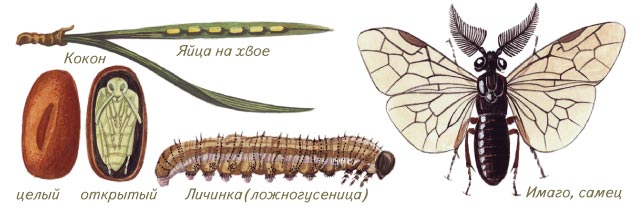 Яйца на хвое
Кокон
целый
открытый
Личинка (ложногусеница)
Имаго, самец